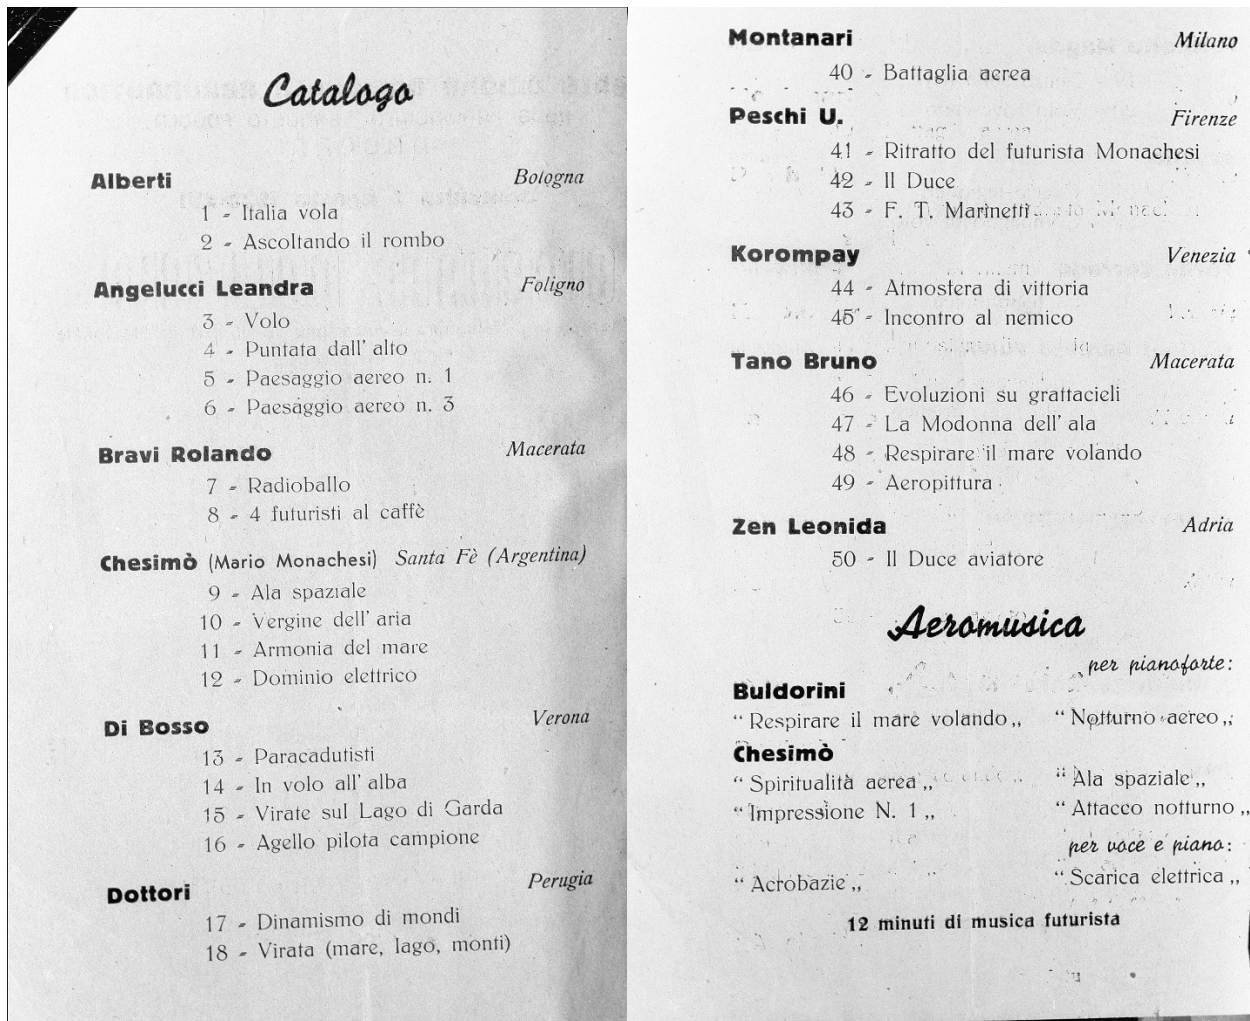 Catalogo
Alberti Bologna
1 - Italia vola
2 - Ascoltando il rombo
Angelucci Leandra Foligno
3 - Volo
4 - Puntata dall' alto
5 - Paesaggio aereo n. 1
6 - Paesaggio aereo n. 3
Bravi Rolando Macerata
7 - Radioballo
8 - 4 futuristi al caffè
Chesimò (Mario Monachesi) Santa Fè (Argentina)
9 - Ala spaziale
10 - Vergine dell' aria
11 - Armonia del mare
12 - Dominio elettrico
Di Bosso Verona
13 - Paracadutisti
14 - In volo all' alba
15 - Virate sul Lago di Garda
16 - Agello pilota campione
Dottori Perugia
17 - Dinamismo di mondi
18 - Virata (mare, lago, monti)
Montanari Milano
40 - Battaglia aerea
Peschi U. Firenze
41 - Ritratto del futurista Monachesi
42 - Il Duce
43 - F. T. Marinetti
Korompay Venezia
44 - Atmosfera di vittoria
45 - Incontro al nemico
Tano Bruno Macerata
46 - Evoluzioni su grattacieli
47 - La Modonna dell' ala
48 - Respirare il mare volando
49 - Aeropittura
Zen Leonida Adria
50 - Il Duce aviatore
Aeromusica
per pianoforte:
Buldorini
“ Respirare il mare volando „ “ Notturno aereo „
Chesimò
“ Spiritualità aerea „ “ Ala spaziale „
“ Impressione N. 1 „ “ Attacco notturno „
per voce e piano:
“ Acrobazie „ “ Scarica elettrica „
12 minuti di musica futurista